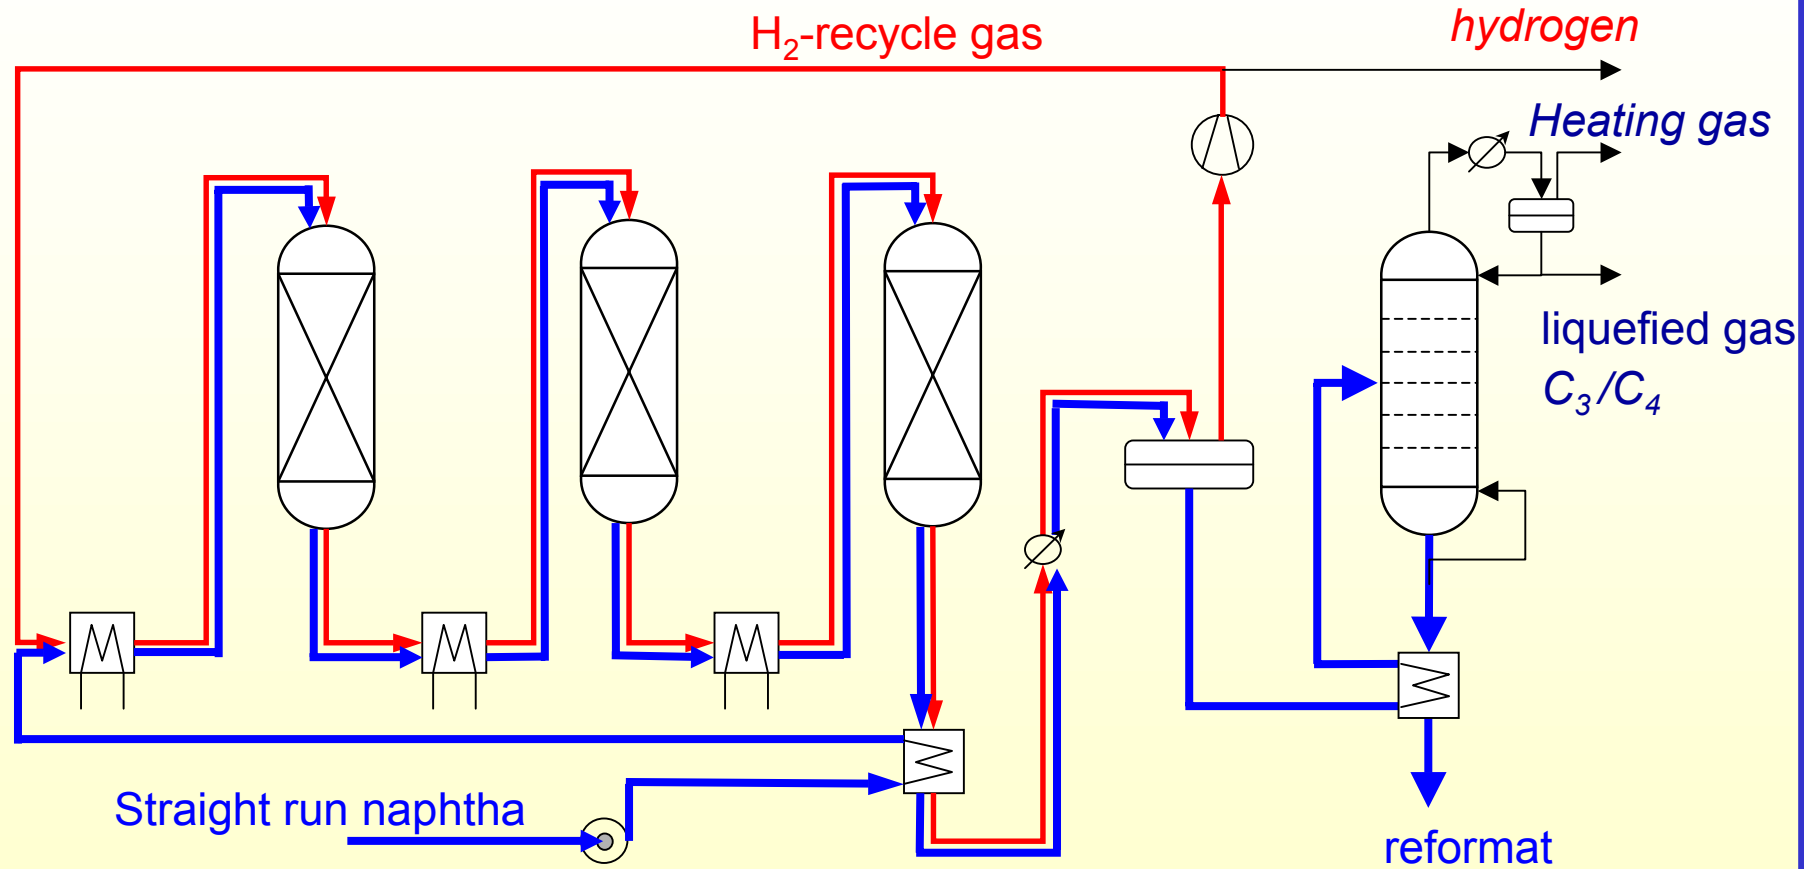 H₂-recycle gas
hydrogen
Heating gas
liquefied gas
C₃/C₄
Straight run naphtha
reformat